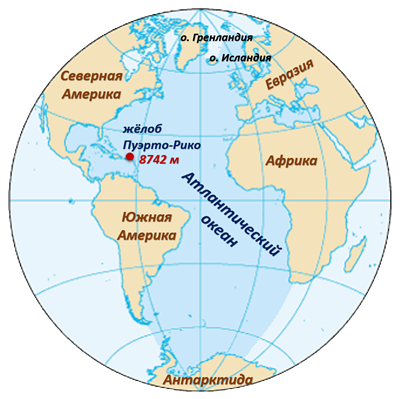 о. Гренландия
о. Исландия
Северная
Америка
Евразия
жёлоб
Пуэрто-Рико
8742 м
Африка
Атлантический
океан
Южная
Америка
Антарктида